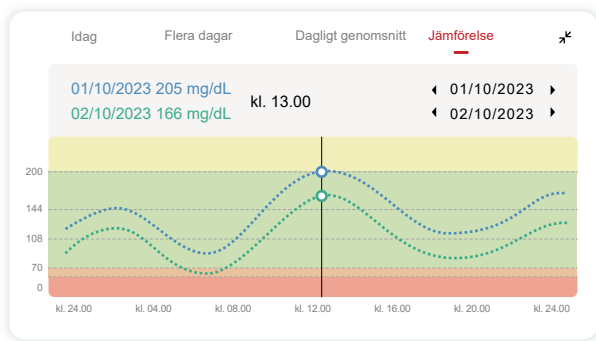 Idag Flera dagar Dagligt genomsnitt Jämförelse
01/10/2023 205 mg/dL kl. 13.00 01/10/2023
02/10/2023 166 mg/dL 02/10/2023
200
144
108
70
0
kl. 24.00 kl. 04.00 kl. 08.00 kl. 12.00 kl. 16.00 kl. 20.00 kl. 24.00